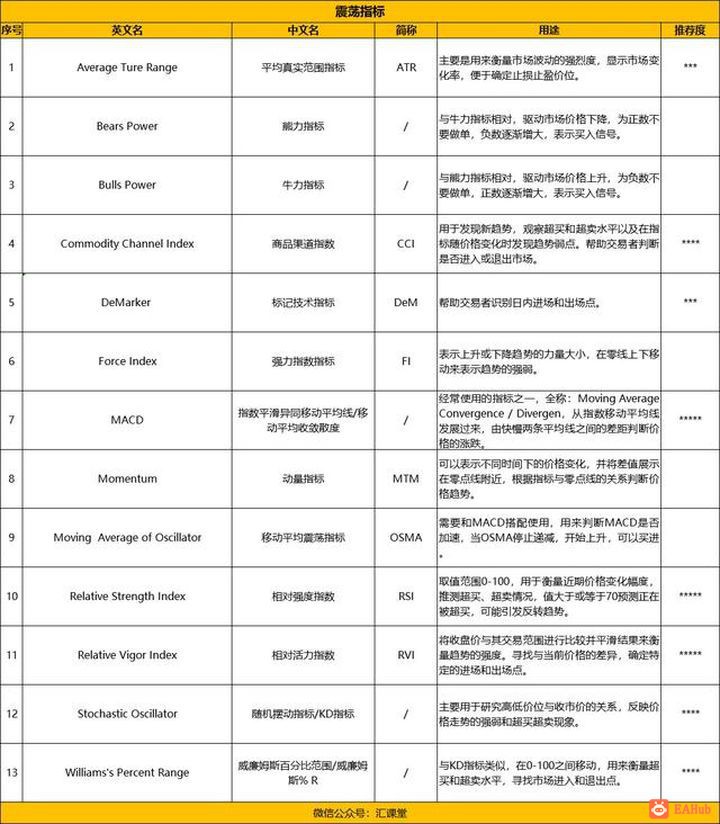 震荡指标
序号 英文名 中文名 简称 用途 推荐度
1 Average Ture Range 平均真实范围指标 ATR 主要是用来衡量市场波动的强烈度，显示市场变
化率，便于确定止损止盈价位。 ***
2 Bears Power 熊力指标 / 与牛力指标相对，驱动市场价格下降，为正数不
要做单，负数逐渐增大，表示买入信号。
3 Bulls Power 牛力指标 / 与熊力指标相对，驱动市场价格上升，为负数不
要做单，正数逐渐增大，表示买入信号。
4 Commodity Channel Index 商品渠道指数 CCI 用于发现新趋势，观察超买和超卖水平以及在指
标随价格变化时发现趋势弱点。帮助交易者判断
是否进入或退出市场。 ****
5 DeMarker 标记技术指标 DeM 帮助交易者识别日内进场和出场点。 ***
6 Force Index 强力指数指标 FI 表示上升或下降趋势的力量大小，在零线上下移
动来表示趋势的强弱。
7 MACD 指数平滑异同移动平均线/移
动平均收敛散度 / 经常使用的指标之一，全称：Moving Average
Convergence / Divergen，从指数移动平均线
发展过来，由快慢两条平均线之间的差距判断价
格的涨跌。 *****
8 Momentum 动量指标 MTM 可以表示不同时间下的价格变化，并将差值展示
在零点线附近，根据指标与零点线的关系判断价
格趋势。
9 Moving Average of Oscillator 移动平均震荡指标 OSMA 需要和MACD搭配使用，用来判断MACD是否
加速，当OSMA停止递减，开始上升，可以买进
。
10 Relative Strength Index 相对强度指数 RSI 取值范围0-100，用于衡量近期价格变化幅度，
推测超买、超卖情况，值大于或等于70预测正在
被超买，可能引发反转趋势。 *****
11 Relative Vigor Index 相对活力指数 RVI 将收盘价与其交易范围进行比较并平滑结果来衡
量趋势的强度。寻找与当前价格的差异，确定特
定的进场和出场点。 *****
12 Stochastic Oscillator 随机摆动指标/KD指标 / 主要用于研究高低价位与收市价的关系，反映价
格走势的强弱和超买超卖现象。 ****
13 Williams's Percent Range 威廉姆斯百分比范围/威廉姆
斯% R / 与KD指标类似，在0-100之间移动，用来衡量超
买和超卖水平，寻找市场进入和退出点。 ****
微信公众号：汇课堂
EAHub